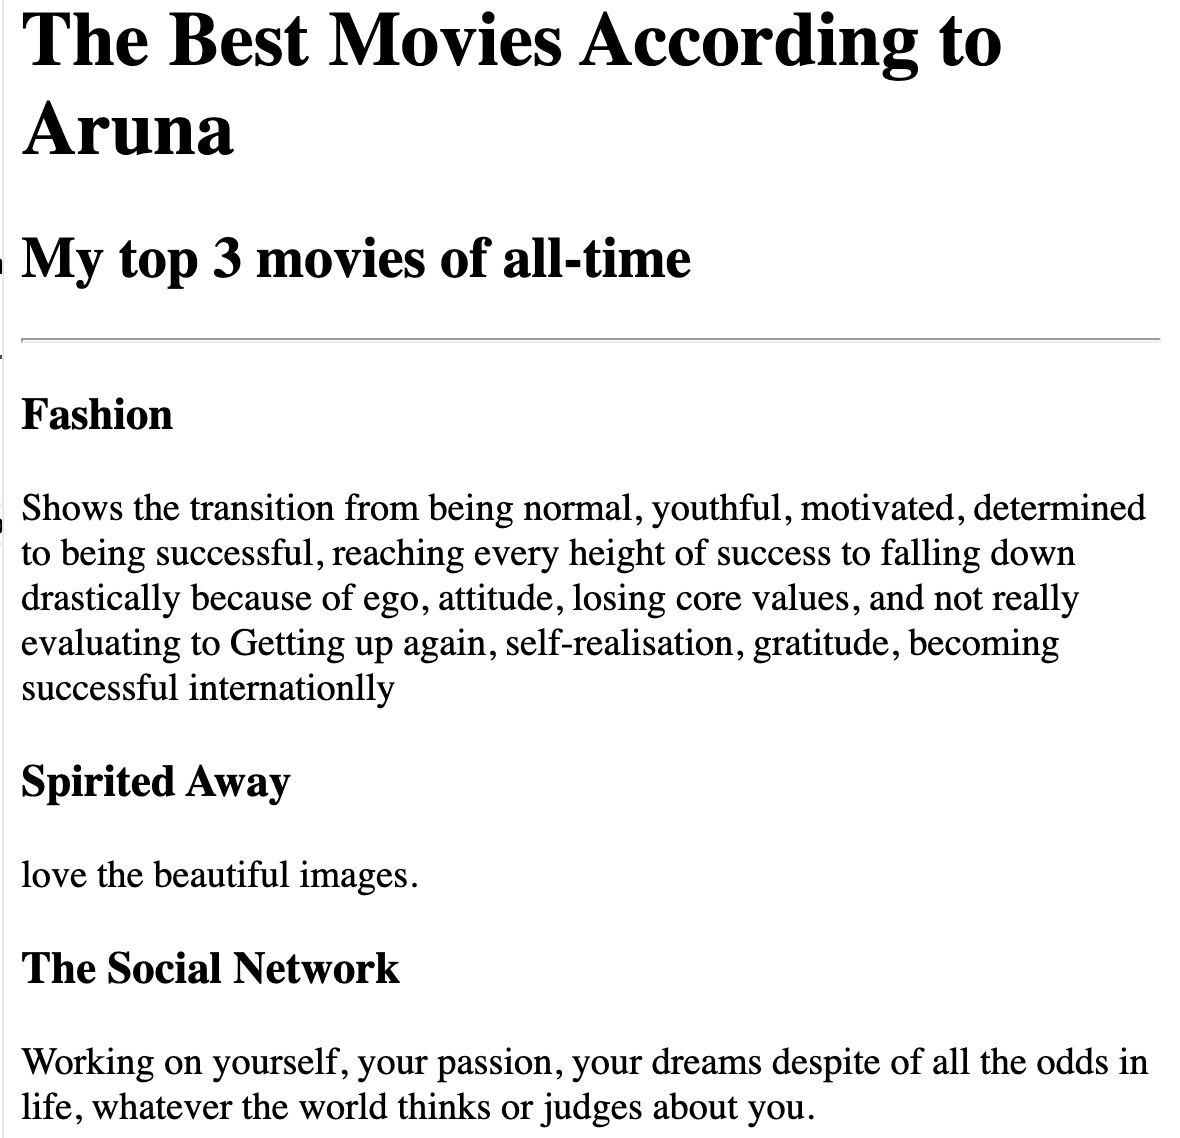 The Best Movies According to
Aruna
My top 3 movies of all-time
Fashion
Shows the transition from being normal, youthful, motivated, determined
to being successful, reaching every height of success to falling down
drastically because of ego, attitude, losing core values, and not really
evaluating to Getting up again, self-realisation, gratitude, becoming
successful internationlly
Spirited Away
love the beautiful images.
The Social Network
Working on yourself, your passion, your dreams despite of all the odds in
life, whatever the world thinks or judges about you.